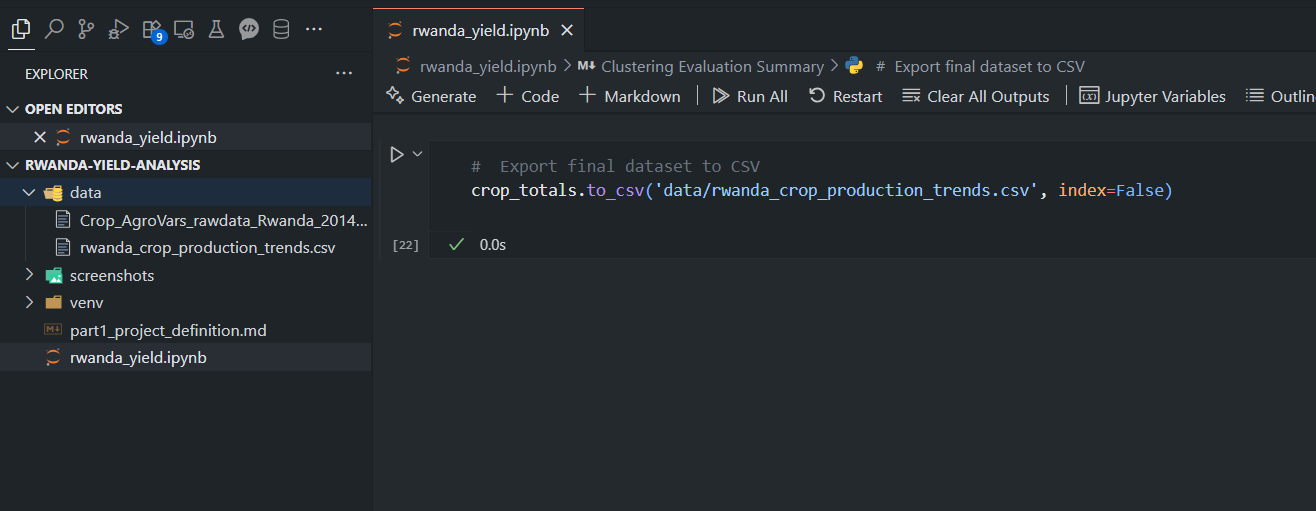 9
rwanda_yield.ipynb
EXPLORER
OPEN EDITORS
rwanda_yield.ipynb
RWANDA-YIELD-ANALYSIS
data
Crop_AgroVars_rawdata_Rwanda_2014...
rwanda_crop_production_trends.csv
screenshots
venv
M↓ part1_project_definition.md
rwanda_yield.ipynb
rwanda_yield.ipynb > M↓ Clustering Evaluation Summary > # Export final dataset to CSV
Generate + Code + Markdown | Run All Restart Clear All Outputs | (x) Jupyter Variables Outlin
# Export final dataset to CSV
crop_totals.to_csv('data/rwanda_crop_production_trends.csv', index=False)
[22] ✓ 0.0s